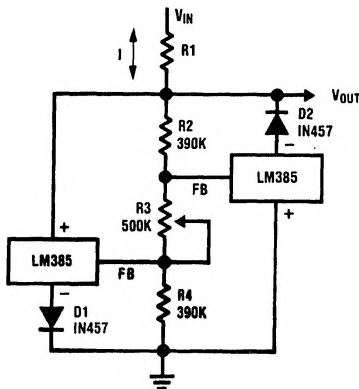 VIN
I
R1
VOUT
D2
IN457
R2
390K
−
FB
LM385
R3
500K
+
+
LM385
FB
−
R4
390K
D1
IN457